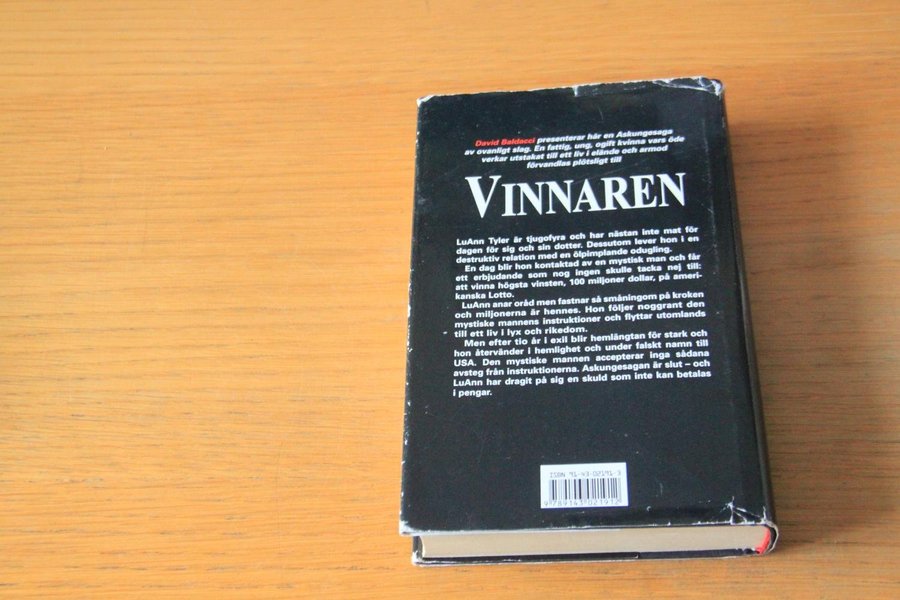 David Baldacci presenterar här en Askungesaga
av ovanligt slag. En fattig, ung, ogift kvinna vars öde
verkar utstakat till ett liv i elände och armod
förvandlas plötsligt till
VINNAREN
LuAnn Tyler är tjugofyra och har nästan inte mat för
dagen för sig och sin dotter. Dessutom lever hon i en
destruktiv relation med en ölpimplande odugling.
En dag blir hon kontaktad av en mystisk man och får
ett erbjudande som nog ingen skulle tacka nej till:
att vinna högsta vinsten, 100 miljoner dollar, på ameri-
kanska Lotto.
LuAnn anar oråd men fastnar så småningom på kroken
och miljonerna är hennes. Hon följer noggrant den
mystiske mannens instruktioner och flyttar utomlands
till ett liv i lyx och rikedom.
Men efter tio år i exil blir hemlängtan för stark och
hon återvänder i hemlighet och under falskt namn till
USA. Den mystiske mannen accepterar inga sådana
avsteg från instruktionerna. Askungesagan är slut – och
LuAnn har dragit på sig en skuld som inte kan betalas
i pengar.
ISBN 91-43-02191-3
9 789143 021912